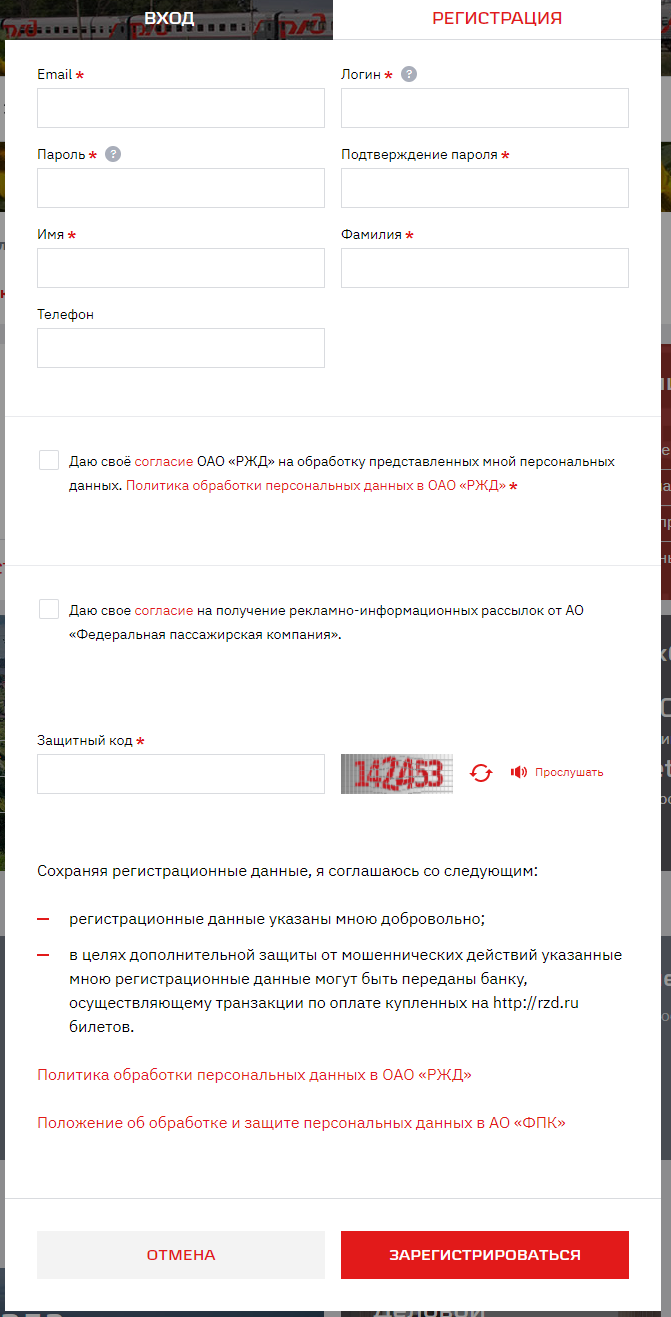 ВХОД
РЕГИСТРАЦИЯ
Email *
Логин * ?
Пароль * ?
Подтверждение пароля *
Имя *
Фамилия *
Телефон
Даю своё согласие ОАО «РЖД» на обработку представленных мной персональных
данных. Политика обработки персональных данных в ОАО «РЖД» *
Даю свое согласие на получение рекламно-информационных рассылок от АО
«Федеральная пассажирская компания».
Защитный код *
142453
Прослушать
Сохраняя регистрационные данные, я соглашаюсь со следующим:
— регистрационные данные указаны мною добровольно;
— в целях дополнительной защиты от мошеннических действий указанные
мною регистрационные данные могут быть переданы банку,
осуществляющему транзакции по оплате купленных на http://rzd.ru
билетов.
Политика обработки персональных данных в ОАО «РЖД»
Положение об обработке и защите персональных данных в АО «ФПК»
ОТМЕНА
ЗАРЕГИСТРИРОВАТЬСЯ
Деловой